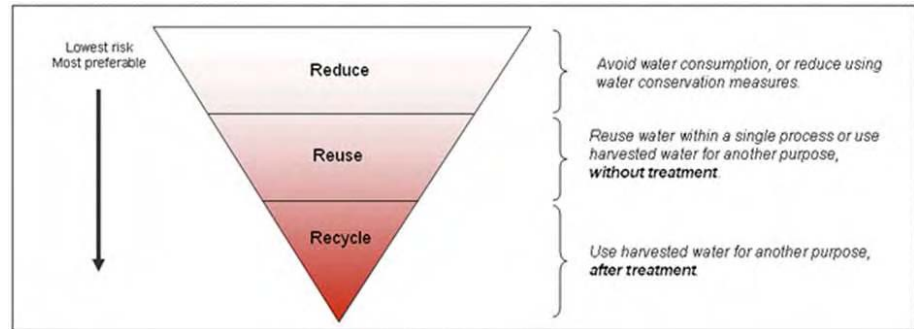 Lowest risk
Most preferable
Reduce
Avoid water consumption, or reduce using
water conservation measures.
Reuse
Reuse water within a single process or use
harvested water for another purpose,
without treatment.
Recycle
Use harvested water for another purpose,
after treatment.